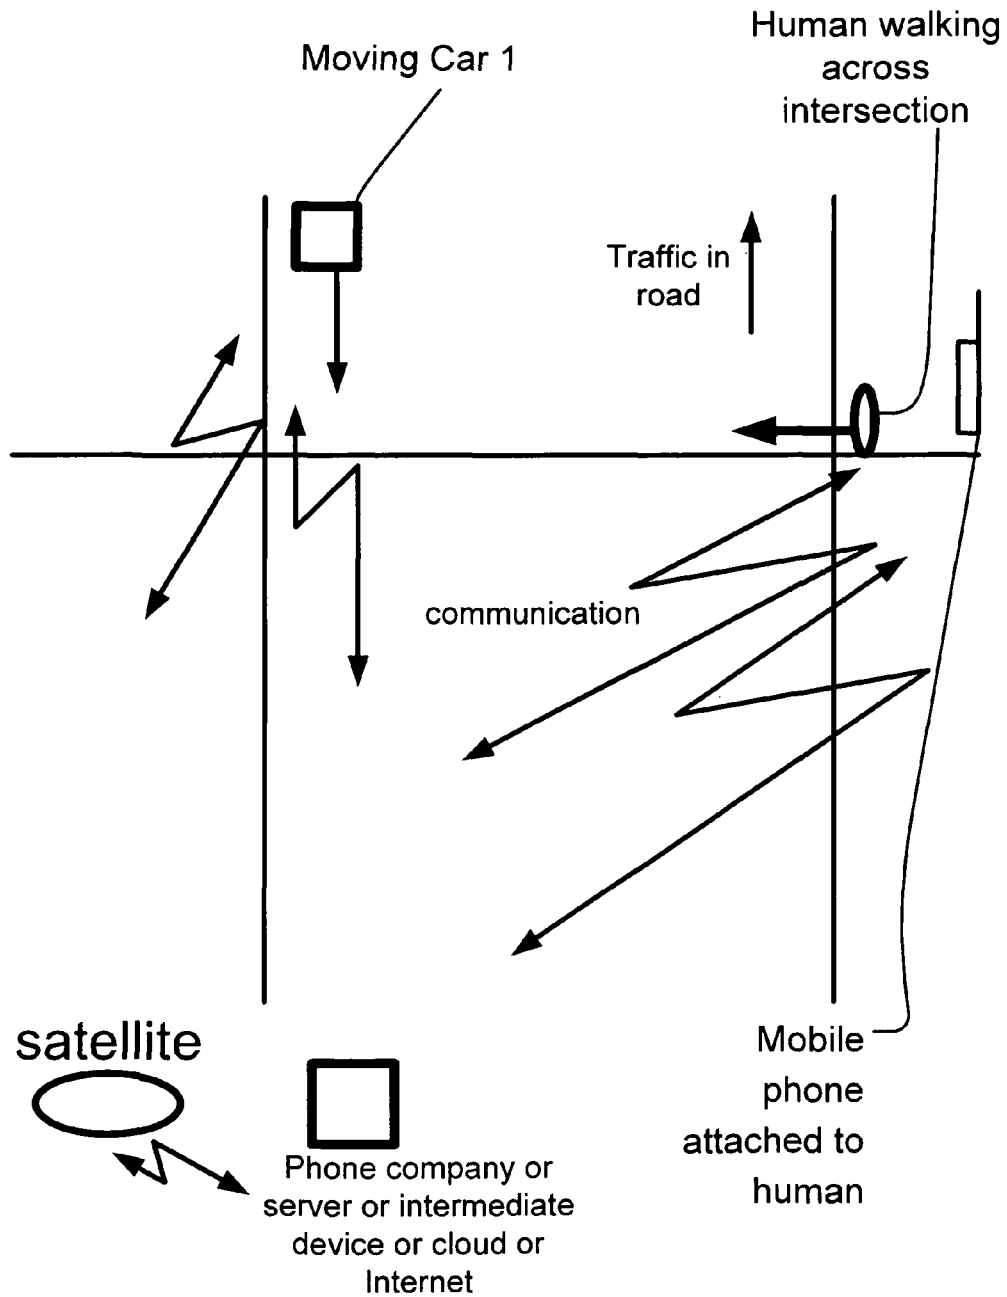 Human walking
across
intersection
Moving Car 1
Traffic in
road
communication
satellite
Mobile
phone
attached to
human
Phone company or
server or intermediate
device or cloud or
Internet